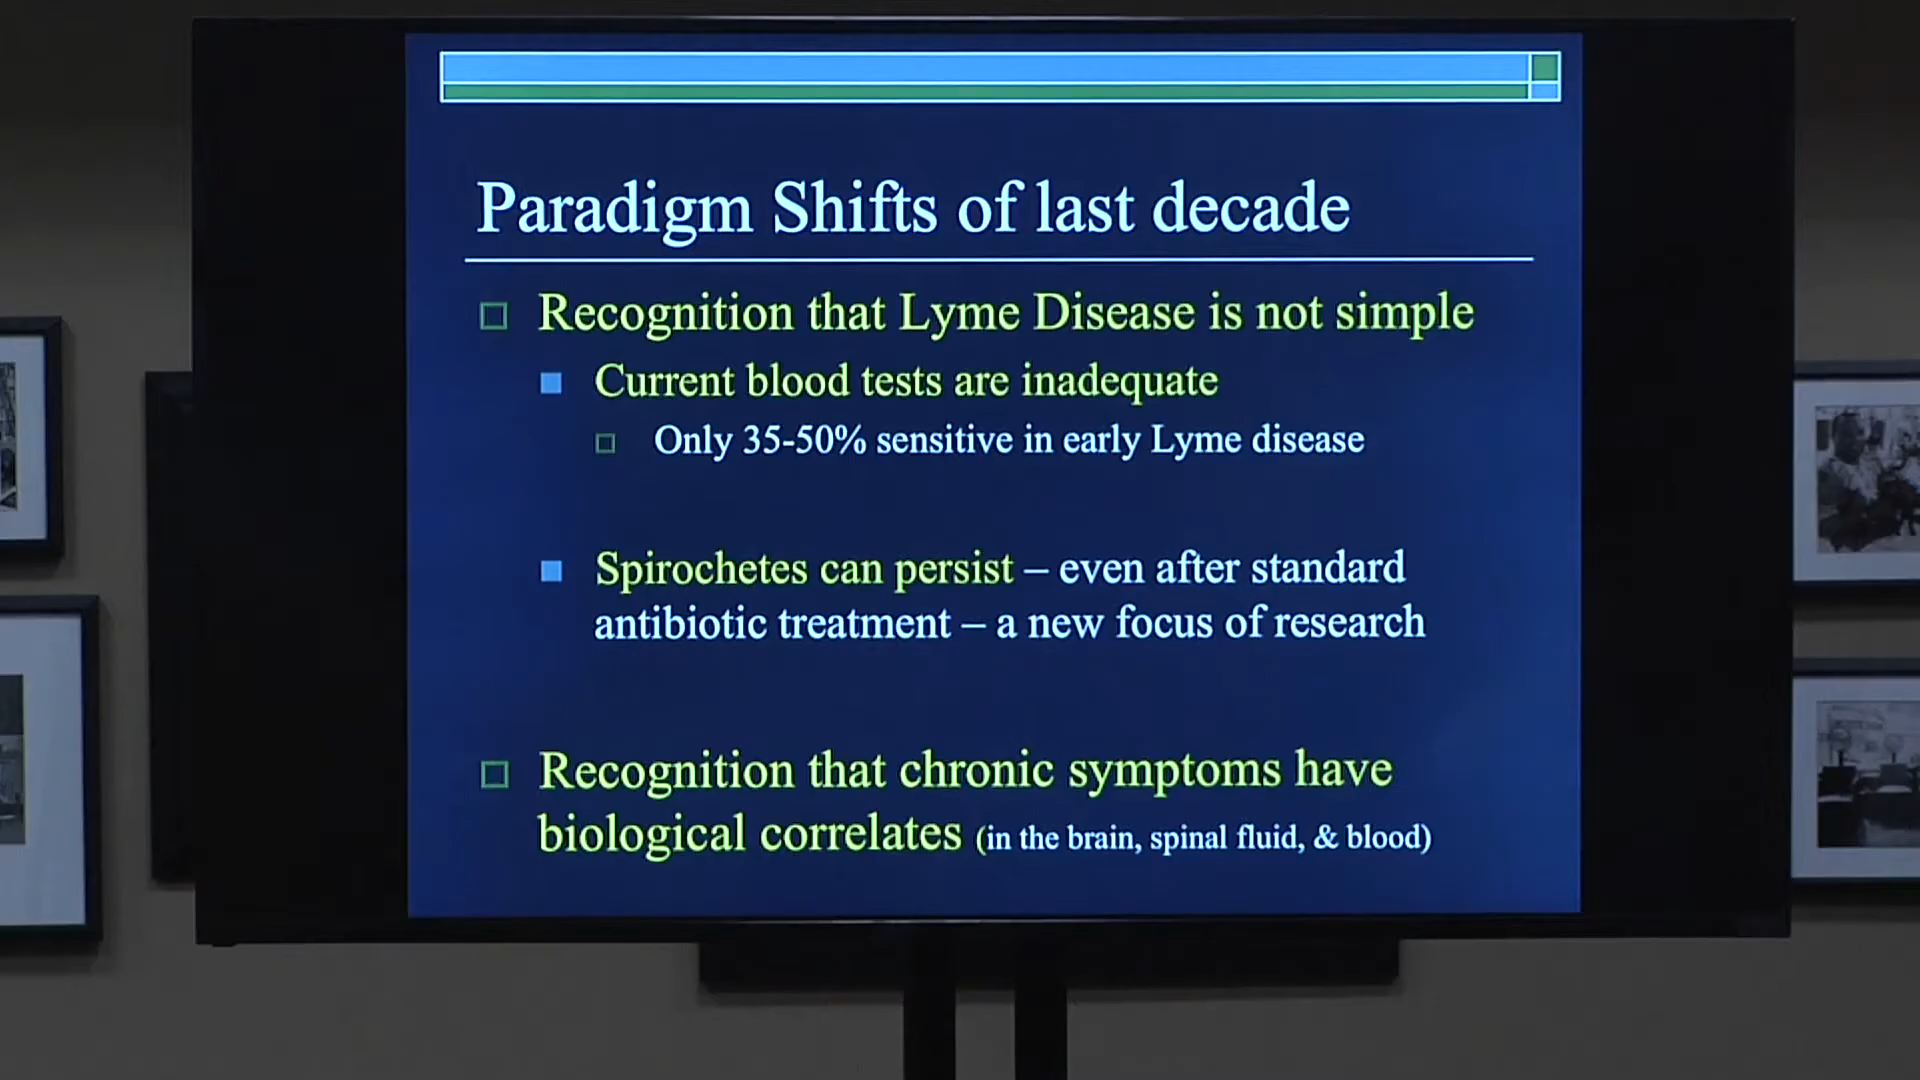 Paradigm Shifts of last decade
Recognition that Lyme Disease is not simple
Current blood tests are inadequate
Only 35-50% sensitive in early Lyme disease
Spirochetes can persist – even after standard
antibiotic treatment – a new focus of research
Recognition that chronic symptoms have
biological correlates (in the brain, spinal fluid, & blood)